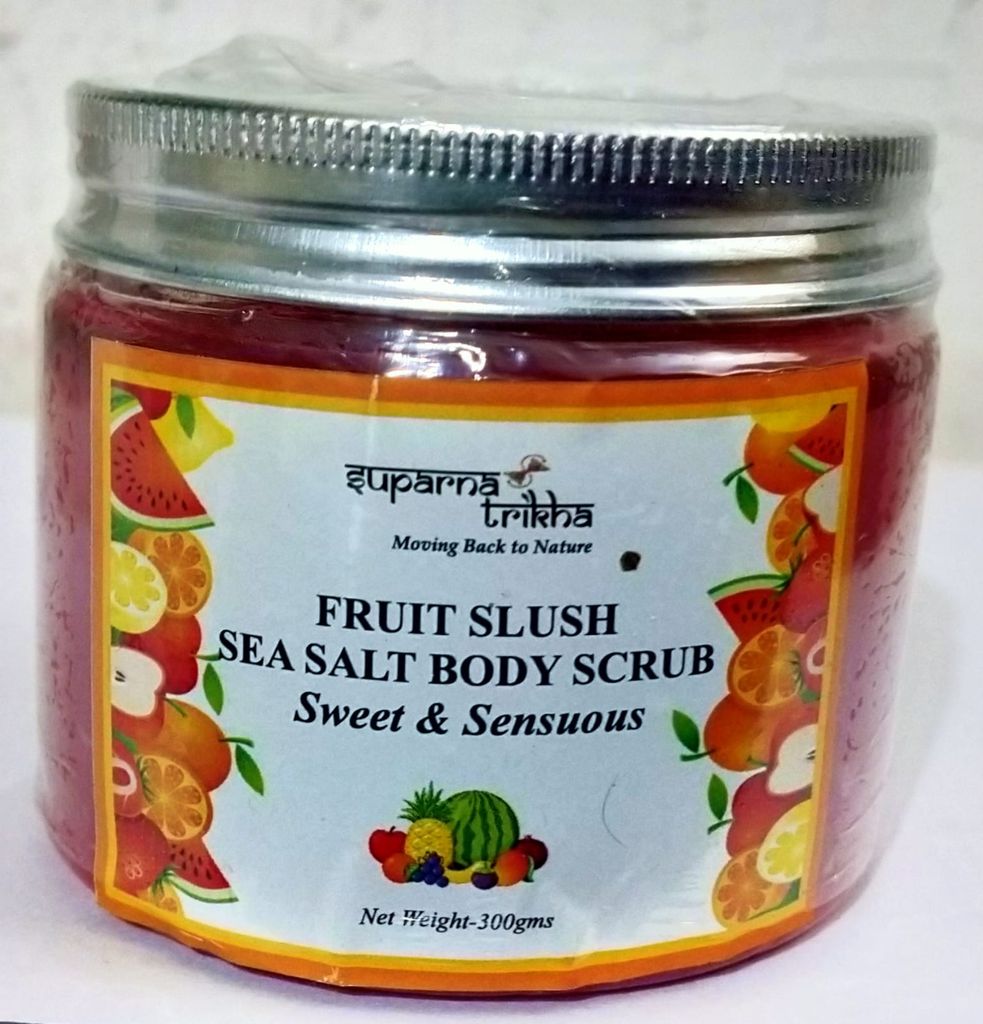 suparna
trikha
Moving Back to Nature
FRUIT SLUSH
SEA SALT BODY SCRUB
Sweet & Sensuous
Net Weight-300gms